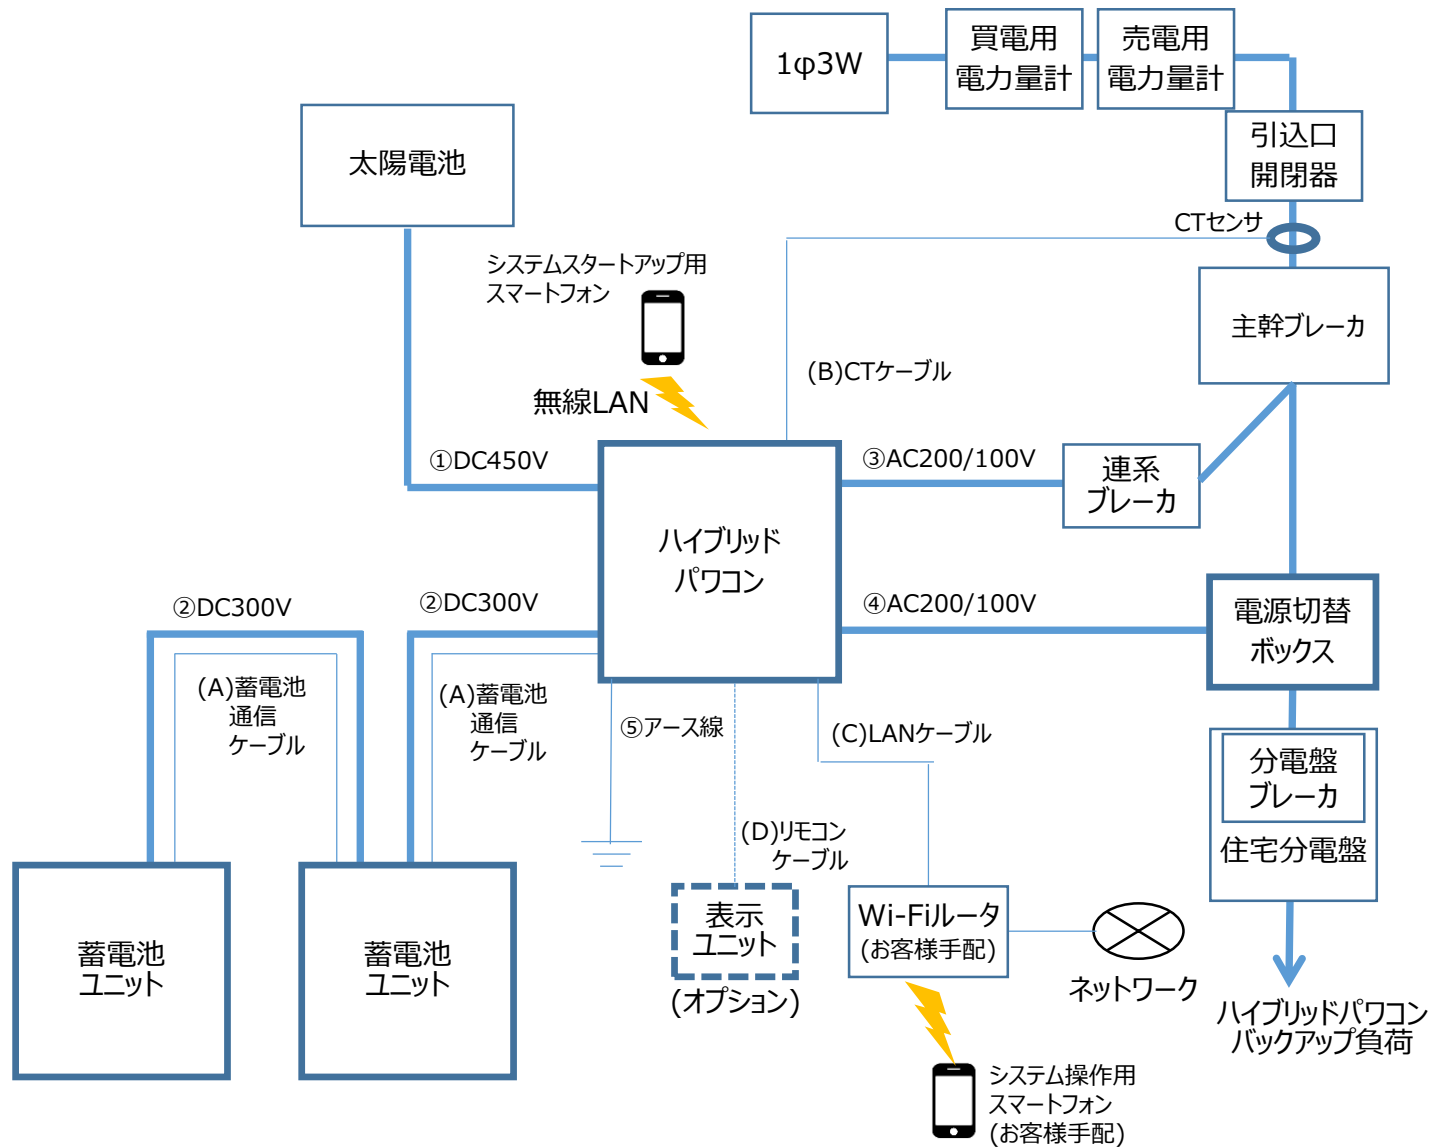 1φ3W
買電用
電力量計
売電用
電力量計
引込口
開閉器
太陽電池
CTセンサ
システムスタートアップ用
スマートフォン
主幹ブレーカ
(B)CTケーブル
無線LAN
①DC450V
③AC200/100V
連系
ブレーカ
ハイブリッド
パワコン
②DC300V
②DC300V
④AC200/100V
電源切替
ボックス
(A)蓄電池
通信
ケーブル
(A)蓄電池
通信
ケーブル
⑤アース線
(C)LANケーブル
分電盤
ブレーカ
住宅分電盤
(D)リモコン
ケーブル
表示
ユニット
(オプション)
Wi-Fiルータ
(お客様手配)
ネットワーク
蓄電池
ユニット
蓄電池
ユニット
ハイブリッドパワコン
バックアップ負荷
システム操作用
スマートフォン
(お客様手配)